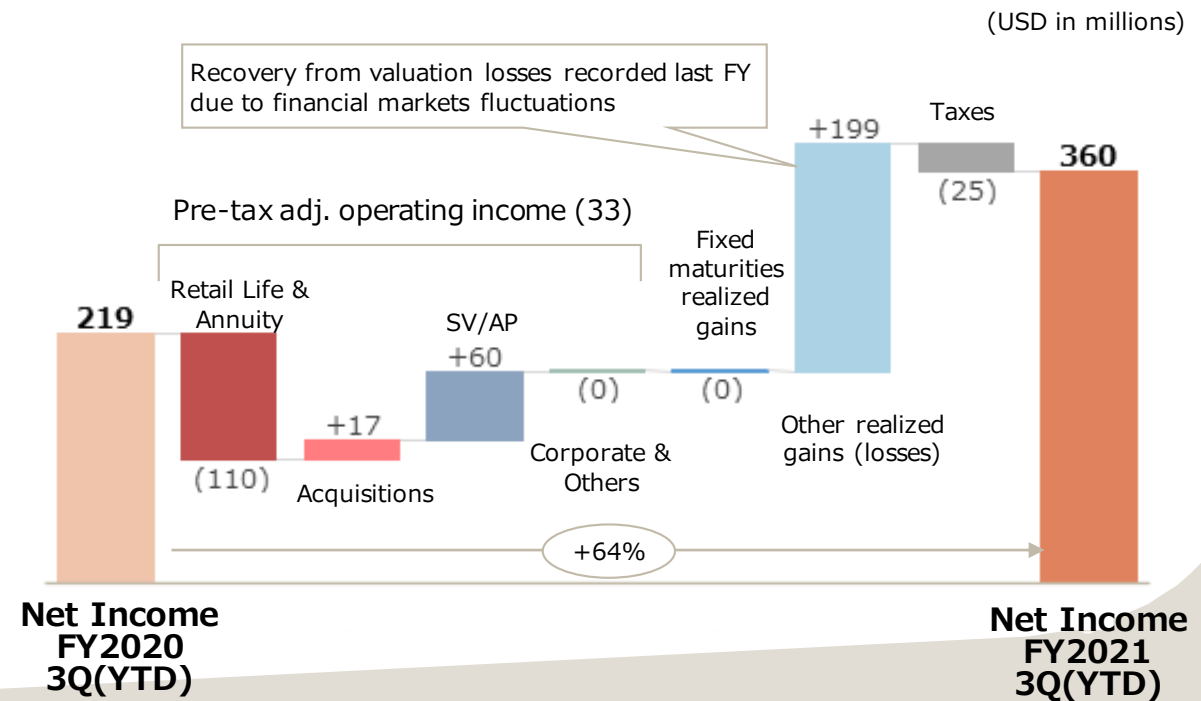 (USD in millions)
Recovery from valuation losses recorded last FY
due to financial markets fluctuations
Taxes
+199
360
(25)
Pre-tax adj. operating income (33)
Fixed
maturities
realized
gains
Retail Life &
Annuity
219
SV/AP
+60
(0)
(0)
+17
Other realized
gains (losses)
(110)
Acquisitions
Corporate &
Others
+64%
Net Income
FY2020
3Q(YTD)
Net Income
FY2021
3Q(YTD)